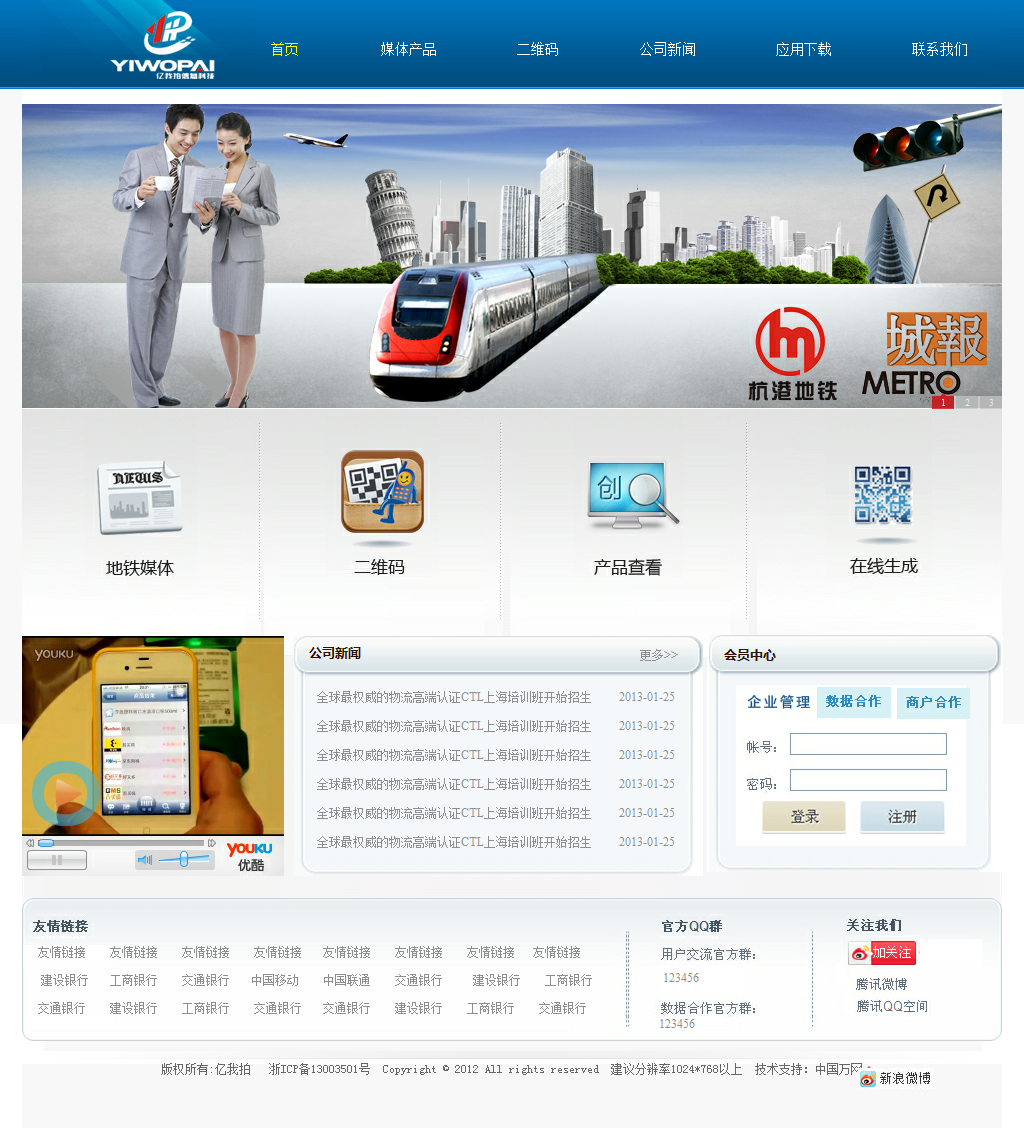 YIWOPAI
亿我拍信息科技
首页 媒体产品 二维码 公司新闻 应用下载 联系我们
杭港地铁
城報
METRO
1 2 3
NEWS
创
地铁媒体 二维码 产品查看 在线生成
YOUKU
YOUKU
优酷
公司新闻 更多>>
全球最权威的物流高端认证CTL上海培训班开始招生 2013-01-25
全球最权威的物流高端认证CTL上海培训班开始招生 2013-01-25
全球最权威的物流高端认证CTL上海培训班开始招生 2013-01-25
全球最权威的物流高端认证CTL上海培训班开始招生 2013-01-25
全球最权威的物流高端认证CTL上海培训班开始招生 2013-01-25
全球最权威的物流高端认证CTL上海培训班开始招生 2013-01-25
会员中心
企业管理 数据合作 商户合作
帐号：
密码：
登录 注册
友情链接
友情链接 友情链接 友情链接 友情链接 友情链接 友情链接 友情链接 友情链接
建设银行 工商银行 交通银行 中国移动 中国联通 交通银行 建设银行 工商银行
交通银行 建设银行 工商银行 交通银行 交通银行 建设银行 工商银行 交通银行
官方QQ群
用户交流官方群：
123456
数据合作官方群：
123456
关注我们
加关注
腾讯微博
腾讯QQ空间
版权所有:亿我拍 浙ICP备13003501号 Copyright © 2012 All rights reserved 建议分辨率1024*768以上 技术支持：中国万网
新浪微博